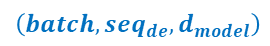 (batch, seq_de, d_model)